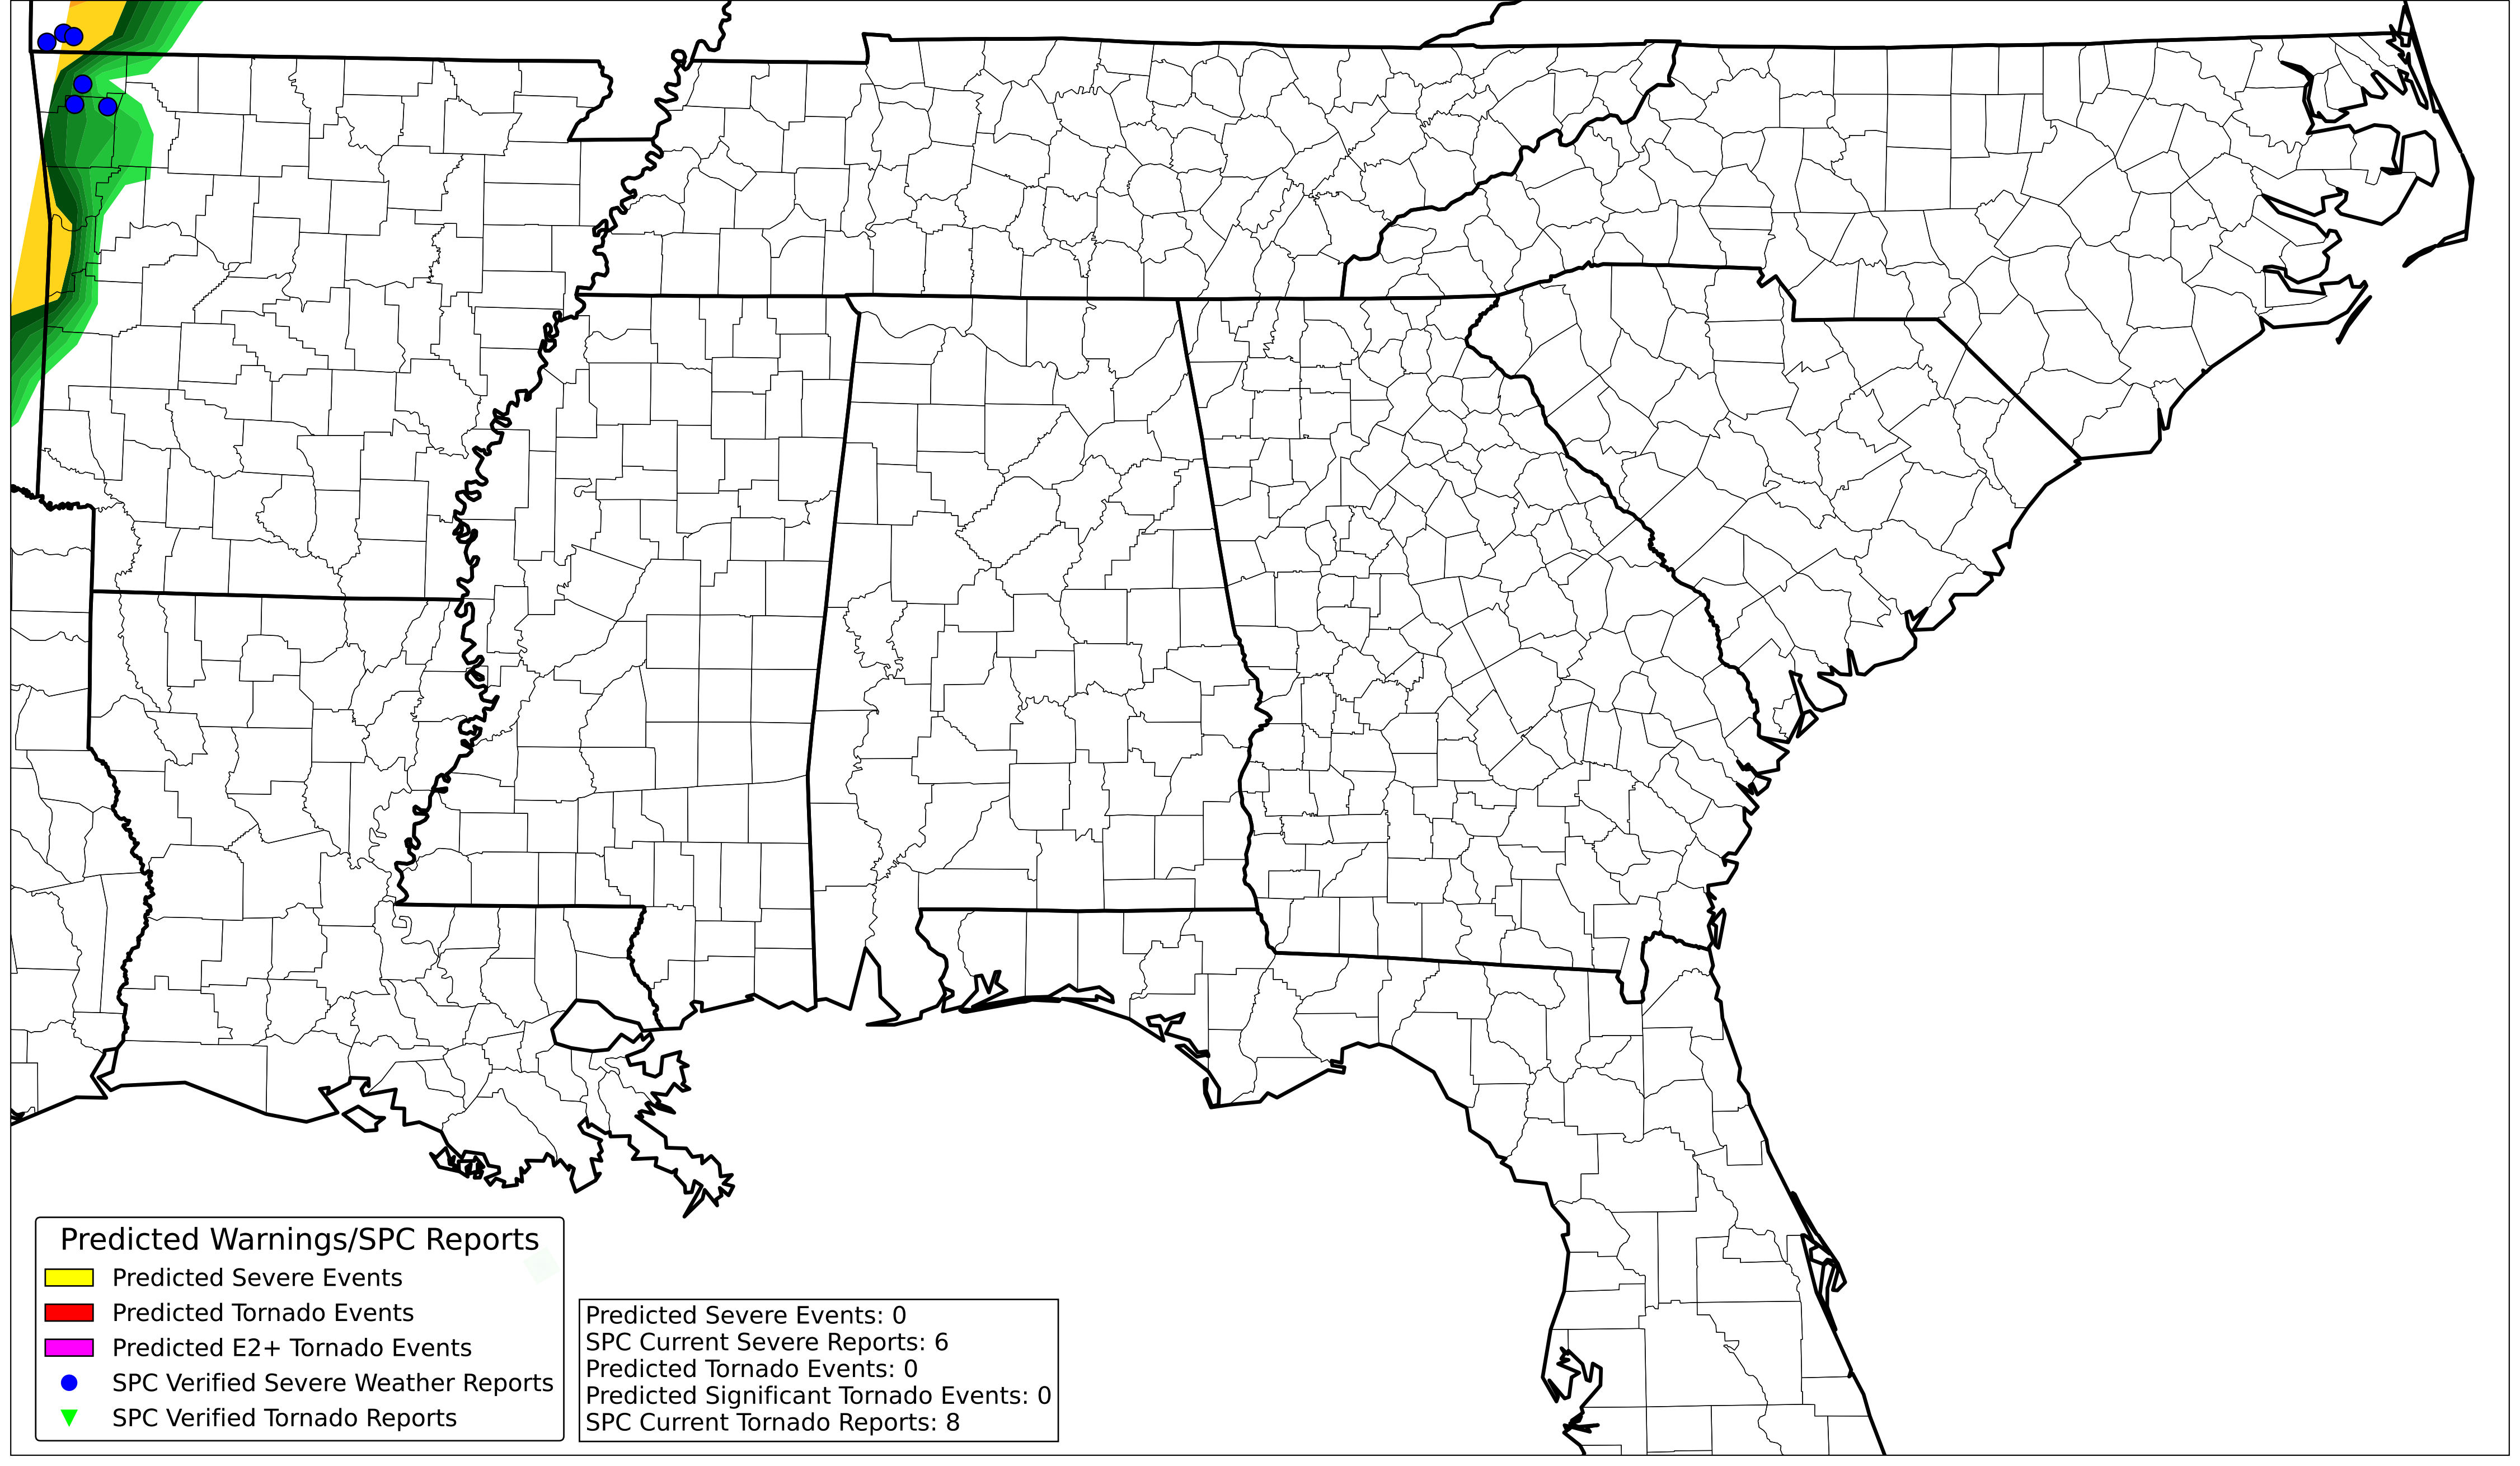 Predicted Warnings/SPC Reports
Predicted Severe Events
Predicted Tornado Events
Predicted E2+ Tornado Events
SPC Verified Severe Weather Reports
SPC Verified Tornado Reports
Predicted Severe Events: 0
SPC Current Severe Reports: 6
Predicted Tornado Events: 0
Predicted Significant Tornado Events: 0
SPC Current Tornado Reports: 8